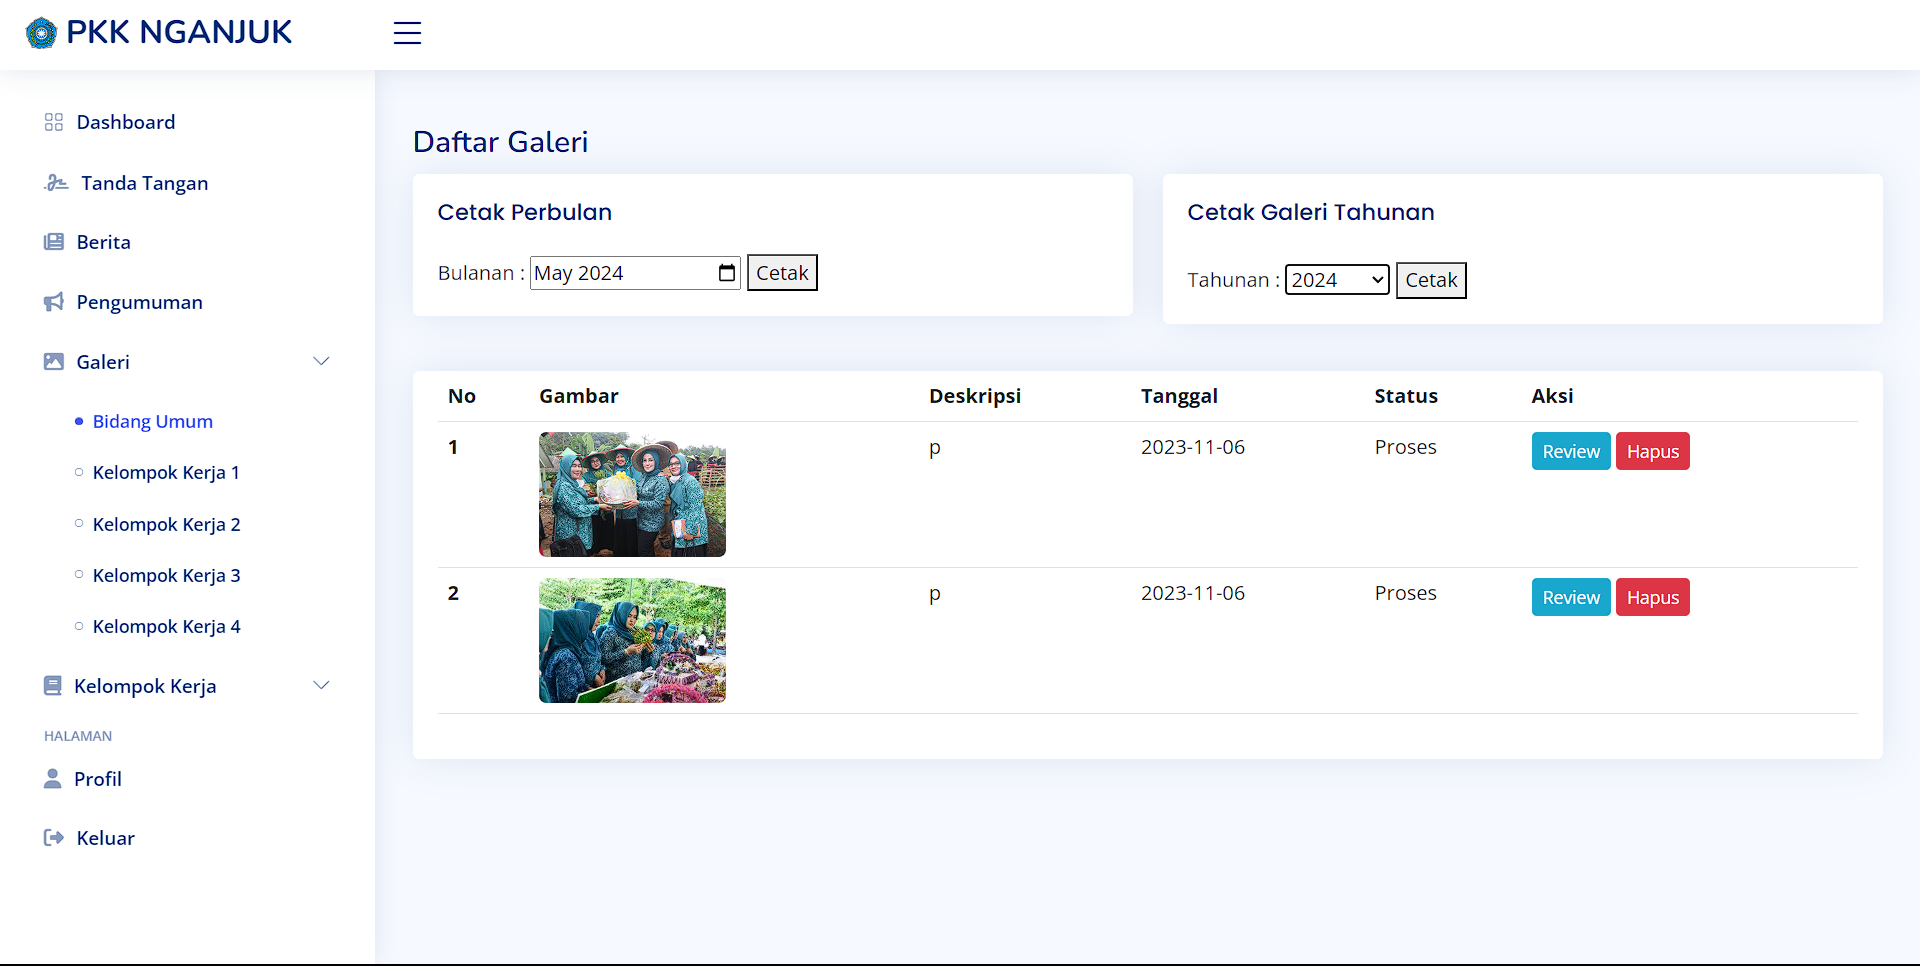 PKK NGANJUK
Dashboard
Tanda Tangan
Berita
Pengumuman
Galeri
Bidang Umum
Kelompok Kerja 1
Kelompok Kerja 2
Kelompok Kerja 3
Kelompok Kerja 4
Kelompok Kerja
HALAMAN
Profil
Keluar
Daftar Galeri
Cetak Perbulan
Bulanan : May 2024 Cetak
Cetak Galeri Tahunan
Tahunan : 2024 Cetak
No Gambar Deskripsi Tanggal Status Aksi
1 p 2023-11-06 Proses Review Hapus
2 p 2023-11-06 Proses Review Hapus